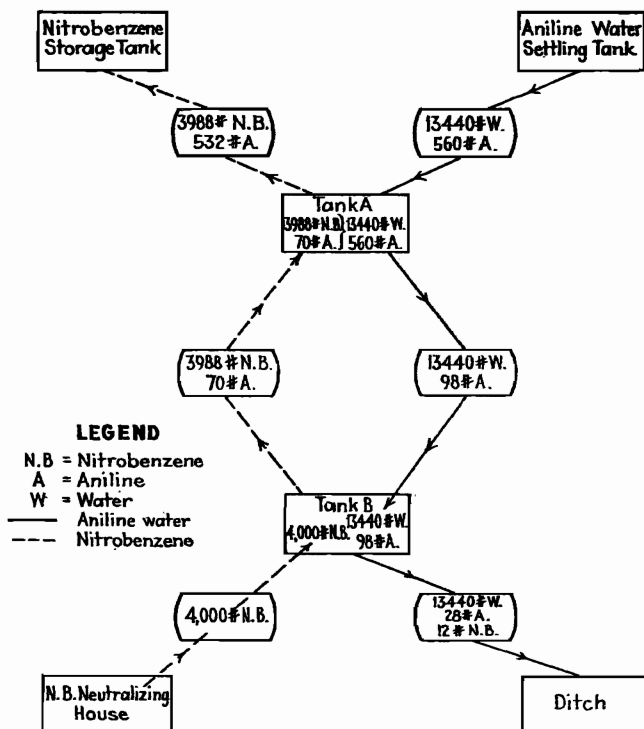 Nitrobenzene
Storage Tank
Aniline Water
Settling Tank
3988# N.B.
532 #A.
13440#W.
560 #A.
Tank A
3988#N.B. 13440#W.
70#A. 560#A.
3988#N.B.
70#A.
13440#W.
98#A.
LEGEND
N.B = Nitrobenzene
A = Aniline
W = Water
Aniline water
Nitrobenzene
Tank B
4,000#N.B. 13440#W.
98#A.
4,000#N.B.
13440#W.
28#A.
12#N.B.
N.B. Neutralizing
House
Ditch